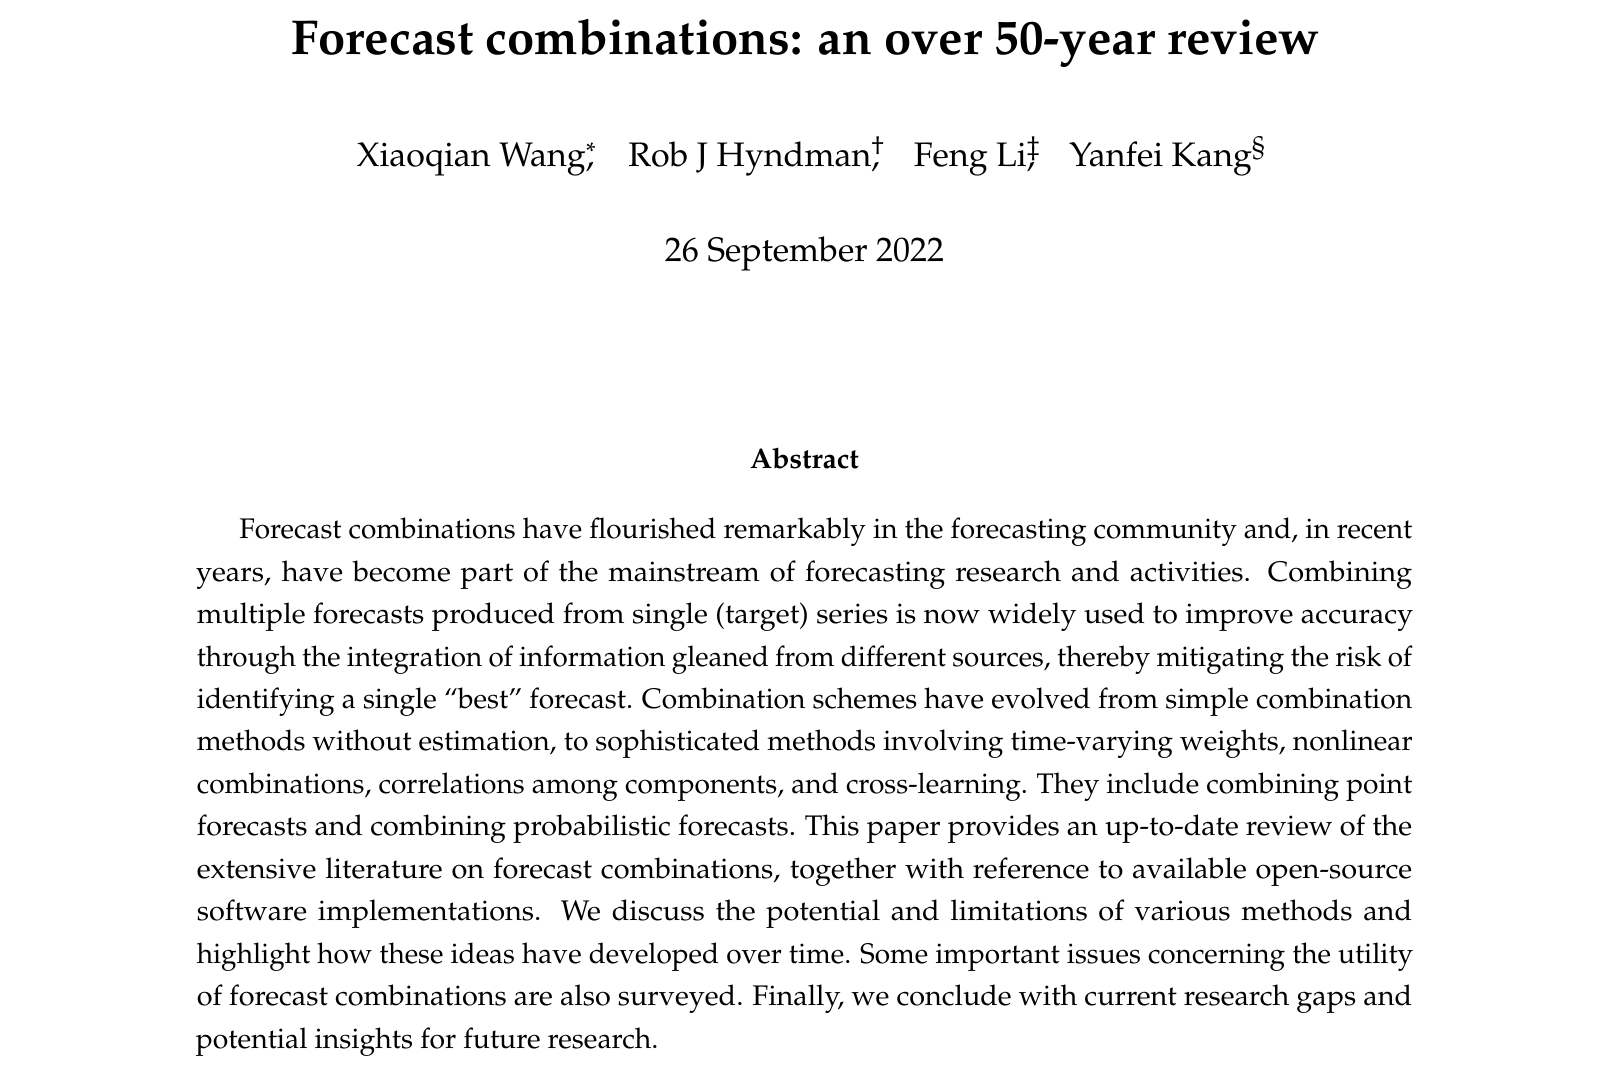 Forecast combinations: an over 50-year review
Xiaoqian Wang,* Rob J Hyndman,† Feng Li,‡ Yanfei Kang§
26 September 2022
Abstract
Forecast combinations have flourished remarkably in the forecasting community and, in recent
years, have become part of the mainstream of forecasting research and activities. Combining
multiple forecasts produced from single (target) series is now widely used to improve accuracy
through the integration of information gleaned from different sources, thereby mitigating the risk of
identifying a single “best” forecast. Combination schemes have evolved from simple combination
methods without estimation, to sophisticated methods involving time-varying weights, nonlinear
combinations, correlations among components, and cross-learning. They include combining point
forecasts and combining probabilistic forecasts. This paper provides an up-to-date review of the
extensive literature on forecast combinations, together with reference to available open-source
software implementations. We discuss the potential and limitations of various methods and
highlight how these ideas have developed over time. Some important issues concerning the utility
of forecast combinations are also surveyed. Finally, we conclude with current research gaps and
potential insights for future research.